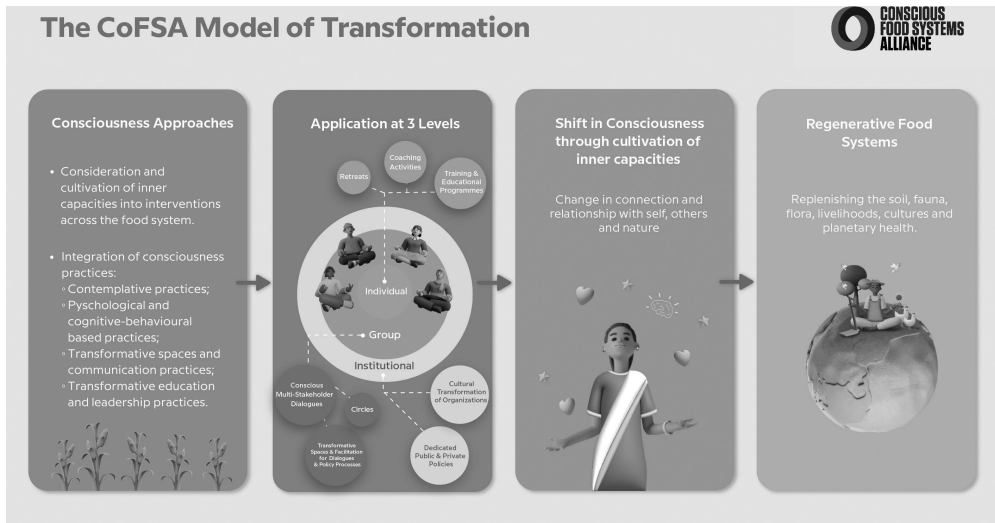 The CoFSA Model of Transformation
CONSCIOUS
FOOD SYSTEMS
ALLIANCE
Consciousness Approaches
• Consideration and
cultivation of inner
capacities into interventions
across the food system.
• Integration of consciousness
practices:
◦ Contemplative practices;
◦ Pyschological and
cognitive-behavioural
based practices;
◦ Transformative spaces and
communication practices;
◦ Transformative education
and leadership practices.
Application at 3 Levels
Retreats
Coaching
Activities
Training &
Educational
Programmes
Individual
Group
Institutional
Conscious
Multi-Stakeholder
Dialogues
Circles
Transformative
Spaces & Facilitation
for Dialogues
& Policy Processes
Cultural
Transformation
of Organizations
Dedicated
Public & Private
Policies
Shift in Consciousness
through cultivation of
inner capacities
Change in connection and
relationship with self, others
and nature
Regenerative Food
Systems
Replenishing the soil, fauna,
flora, livelihoods, cultures and
planetary health.